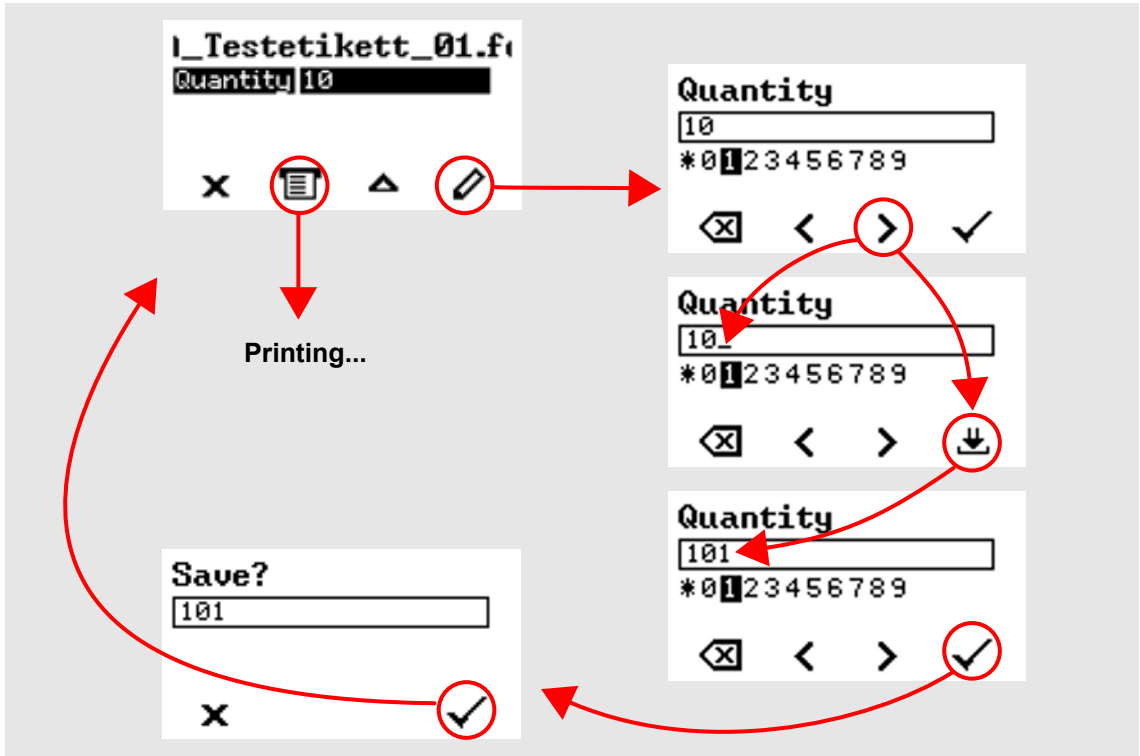 _Testetikett_01.f
Quantity 10
Printing...
Quantity
10
*0123456789
Quantity
10_
*0123456789
Quantity
101
*0123456789
Save?
101